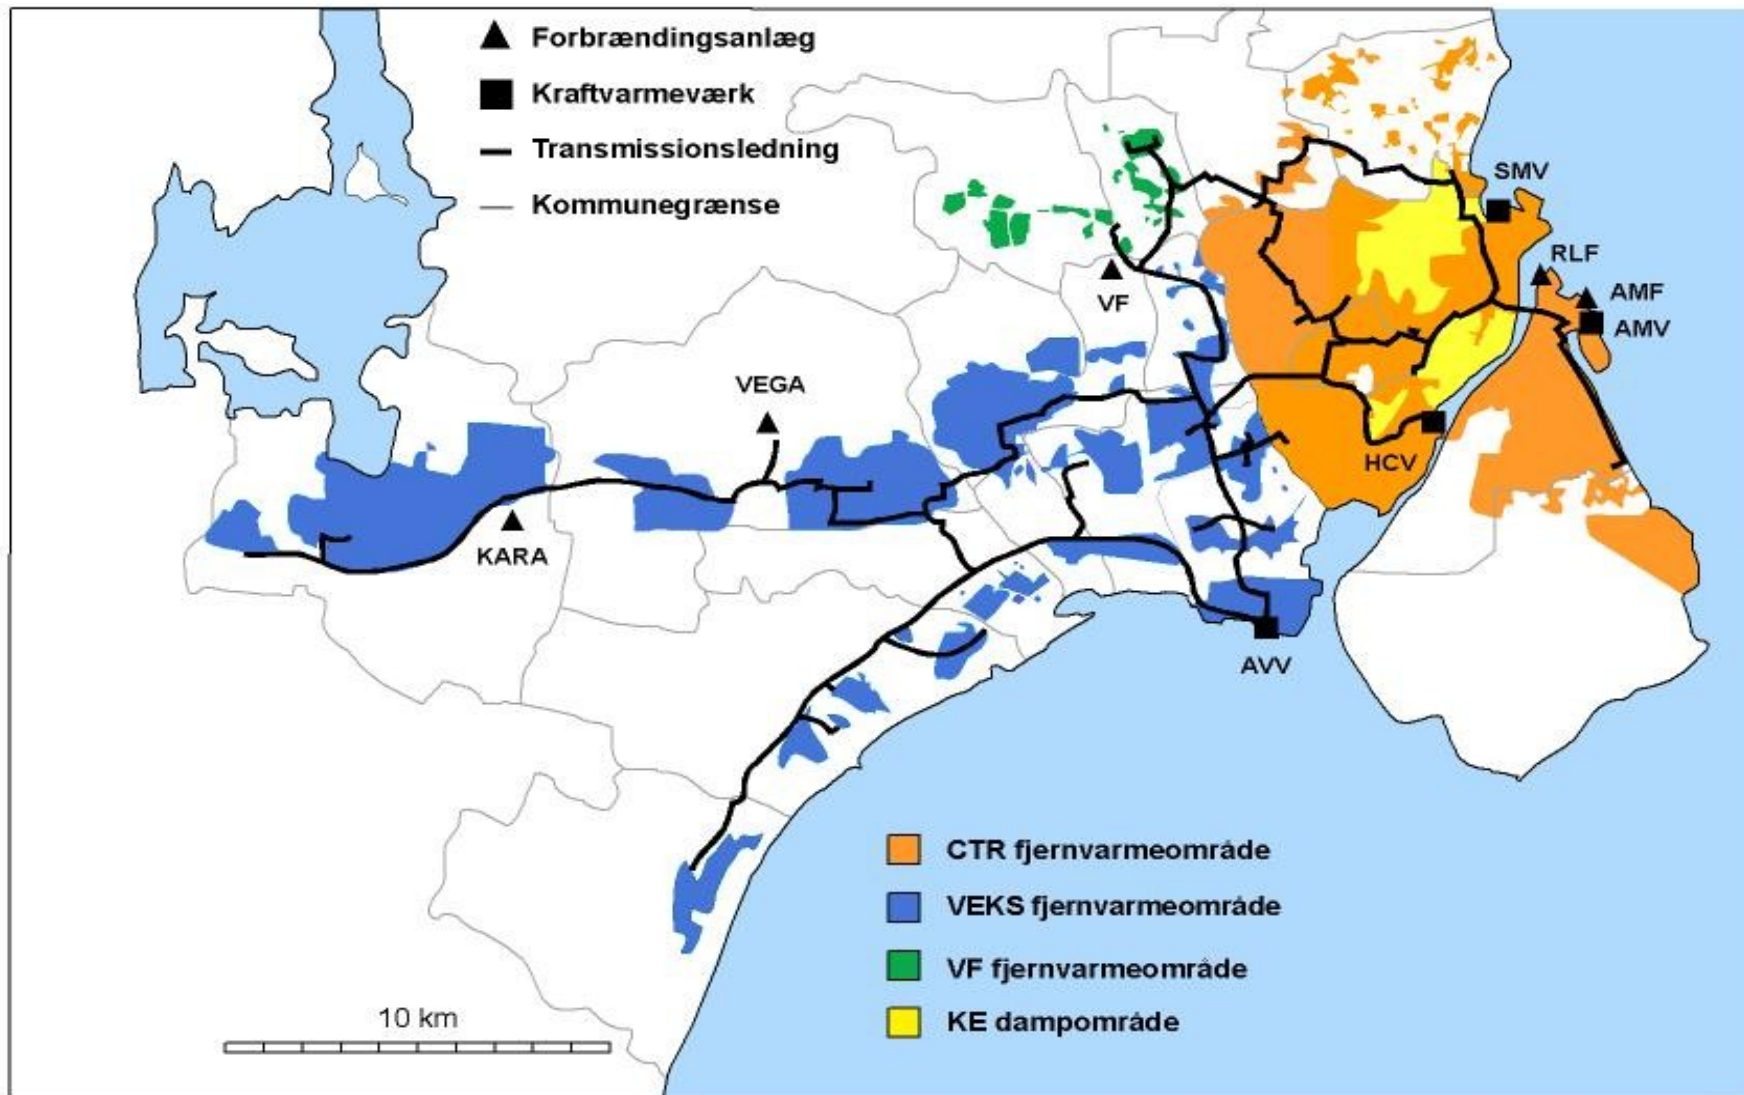 Forbrændingsanlæg
Kraftvarmeværk
Transmissionsledning
Kommunegrænse
SMV
RLF
AMF
AMV
VF
VEGA
HCV
KARA
AVV
CTR fjernvarmeområde
VEKS fjernvarmeområde
VF fjernvarmeområde
KE dampområde
10 km